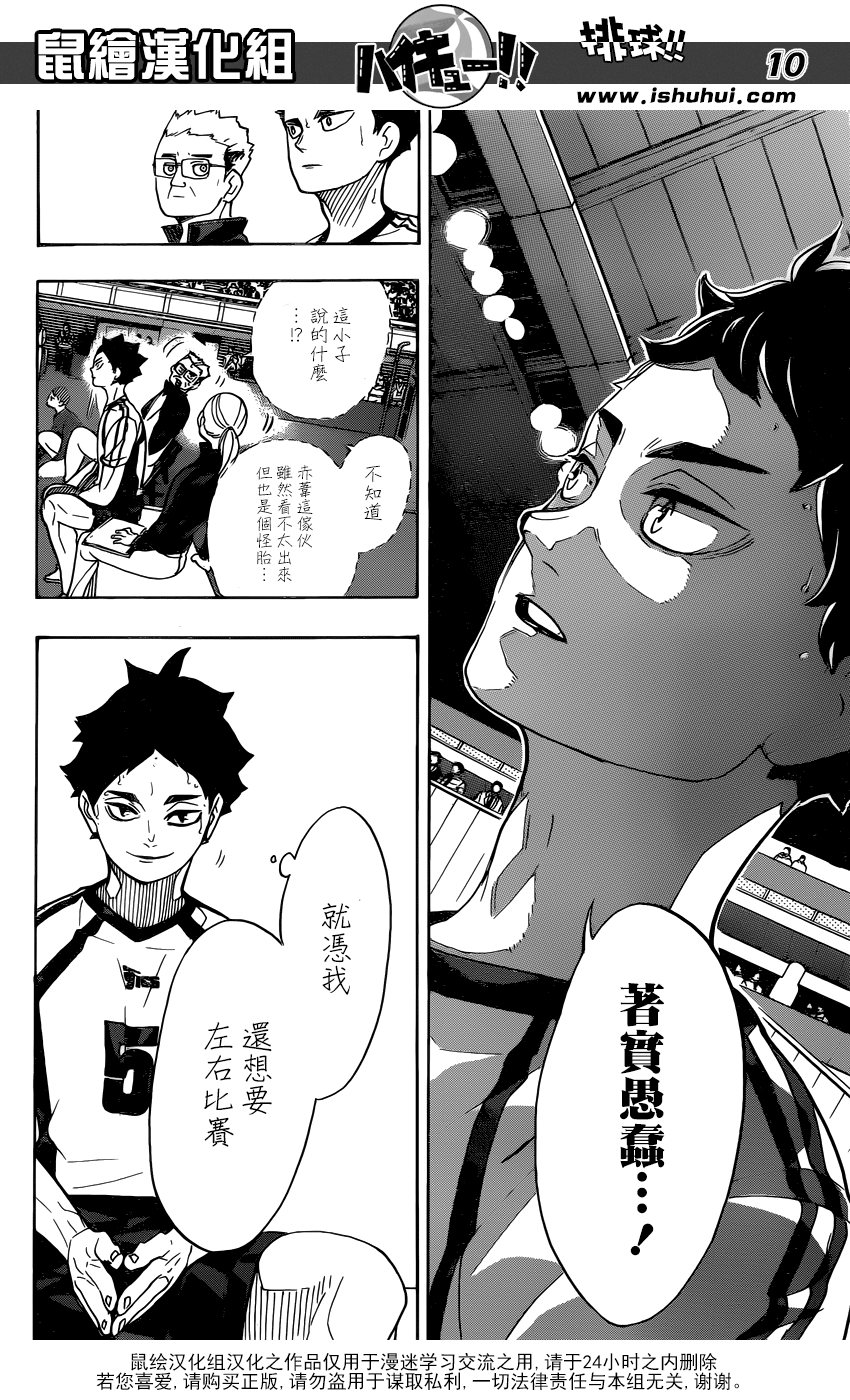 鼠繪漢化組
ハイキュー!!
排球!!
10
www.ishuhui.com
著實愚蠢…!
這小子
說的什麼
…!?
不知道
赤葦這傢伙
雖然看不太出來
但也是個怪胎…
就憑我
還想要
左右比賽
5
鼠绘汉化组汉化之作品仅用于漫迷学习交流之用, 请于24小时之内删除
若您喜爱, 请购买正版, 请勿盗用于谋取私利, 一切法律责任与本组无关, 谢谢。